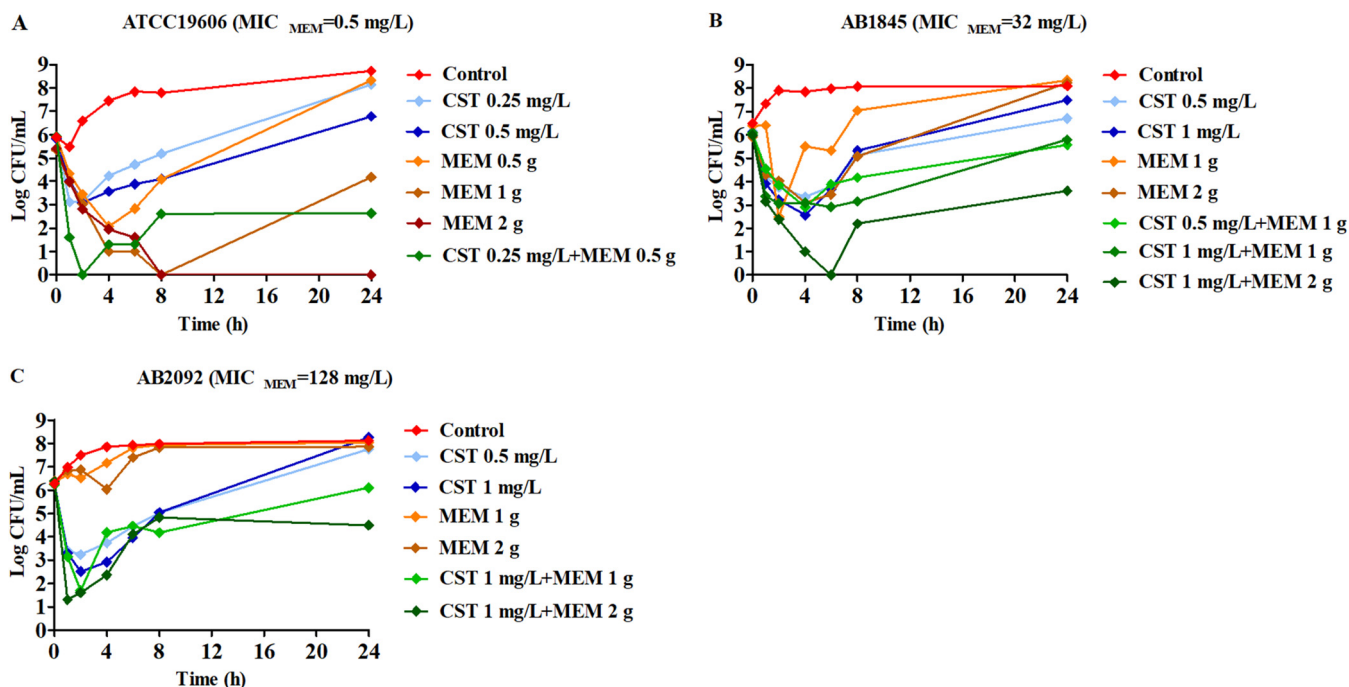 A
ATCC19606 (MIC MEM=0.5 mg/L)
Log CFU/mL
9
8
7
6
5
4
3
2
1
0
0 4 8 12 16 20 24
Time (h)
Control
CST 0.25 mg/L
CST 0.5 mg/L
MEM 0.5 g
MEM 1 g
MEM 2 g
CST 0.25 mg/L+MEM 0.5 g
B
AB1845 (MIC MEM=32 mg/L)
Log CFU/mL
9
8
7
6
5
4
3
2
1
0
0 4 8 12 16 20 24
Time (h)
Control
CST 0.5 mg/L
CST 1 mg/L
MEM 1 g
MEM 2 g
CST 0.5 mg/L+MEM 1 g
CST 1 mg/L+MEM 1 g
CST 1 mg/L+MEM 2 g
C
AB2092 (MIC MEM=128 mg/L)
Log CFU/mL
9
8
7
6
5
4
3
2
1
0
0 4 8 12 16 20 24
Time (h)
Control
CST 0.5 mg/L
CST 1 mg/L
MEM 1 g
MEM 2 g
CST 1 mg/L+MEM 1 g
CST 1 mg/L+MEM 2 g